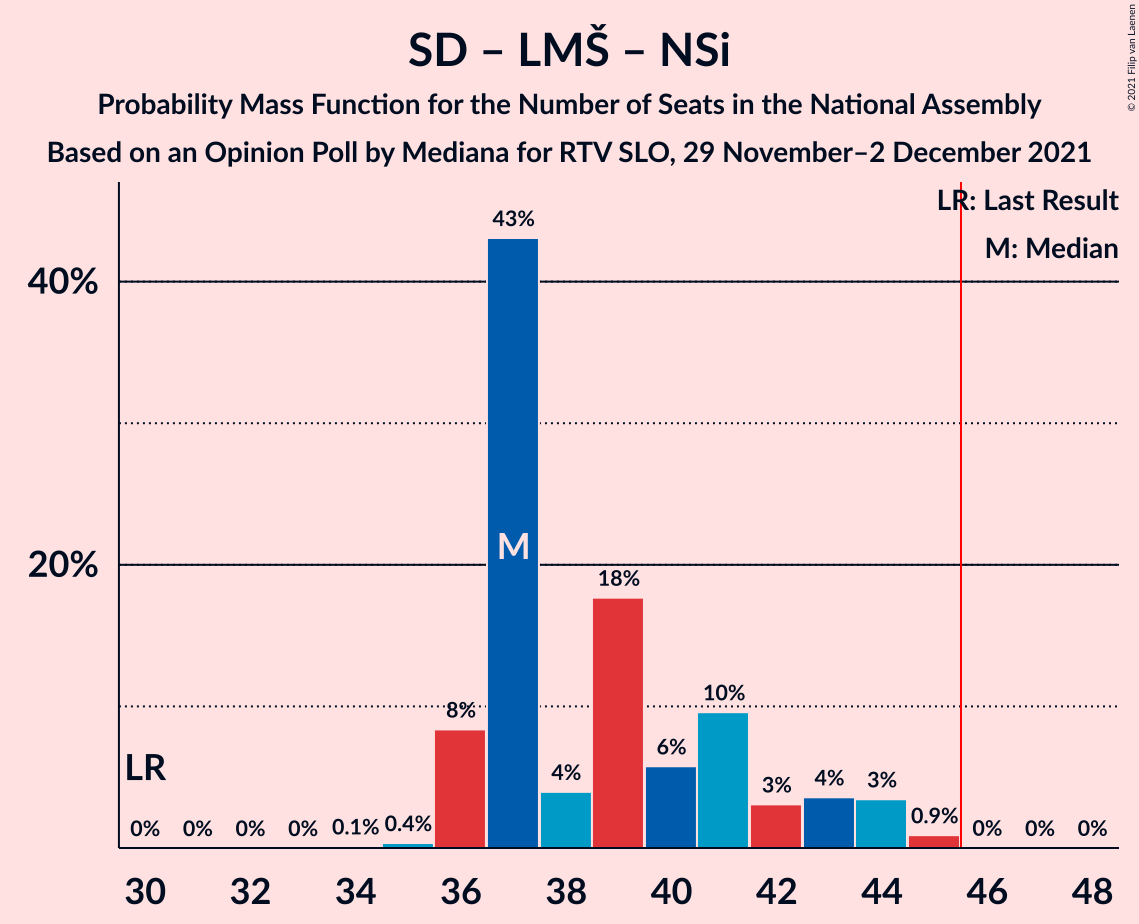 SD – LMŠ – NSi
Probability Mass Function for the Number of Seats in the National Assembly
Based on an Opinion Poll by Mediana for RTV SLO, 29 November–2 December 2021
© 2021 Filip van Laenen
LR: Last Result
M: Median
40%
20%
43%
M
18%
8%
4%
6%
10%
3%
4%
3%
0.9%
LR
0% 0% 0% 0% 0.1% 0.4%
0% 0% 0%
30 32 34 36 38 40 42 44 46 48